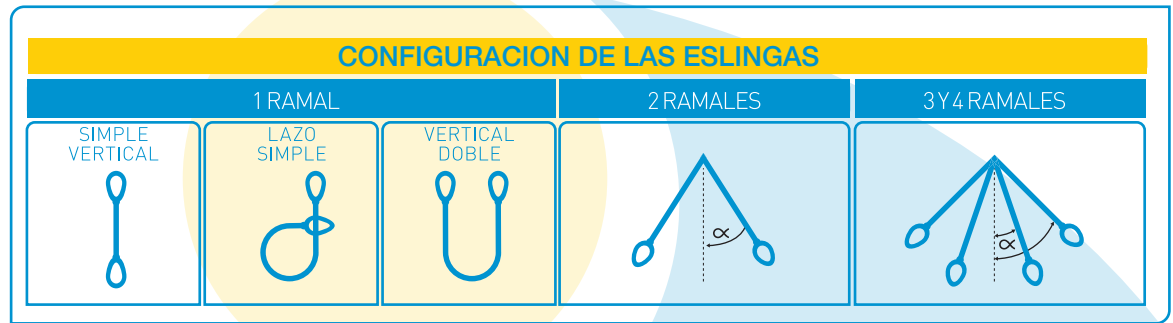 CONFIGURACION DE LAS ESLINGAS
1 RAMAL
2 RAMALES
3 Y 4 RAMALES
SIMPLE
VERTICAL
LAZO
SIMPLE
VERTICAL
DOBLE
α
α